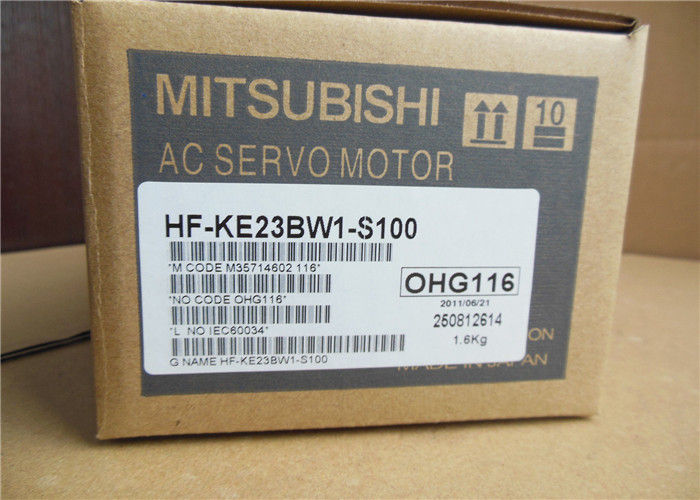 MITSUBISHI
10
AC SERVO MOTOR
HF-KE23BW1-S100
*M CODE M35714602 116*
OHG116
2011/06/21
*NO CODE OHG116*
250812614
*L NO IEC60034*
1.6Kg
G NAME HF-KE23BW1-S100
MADE IN JAPAN